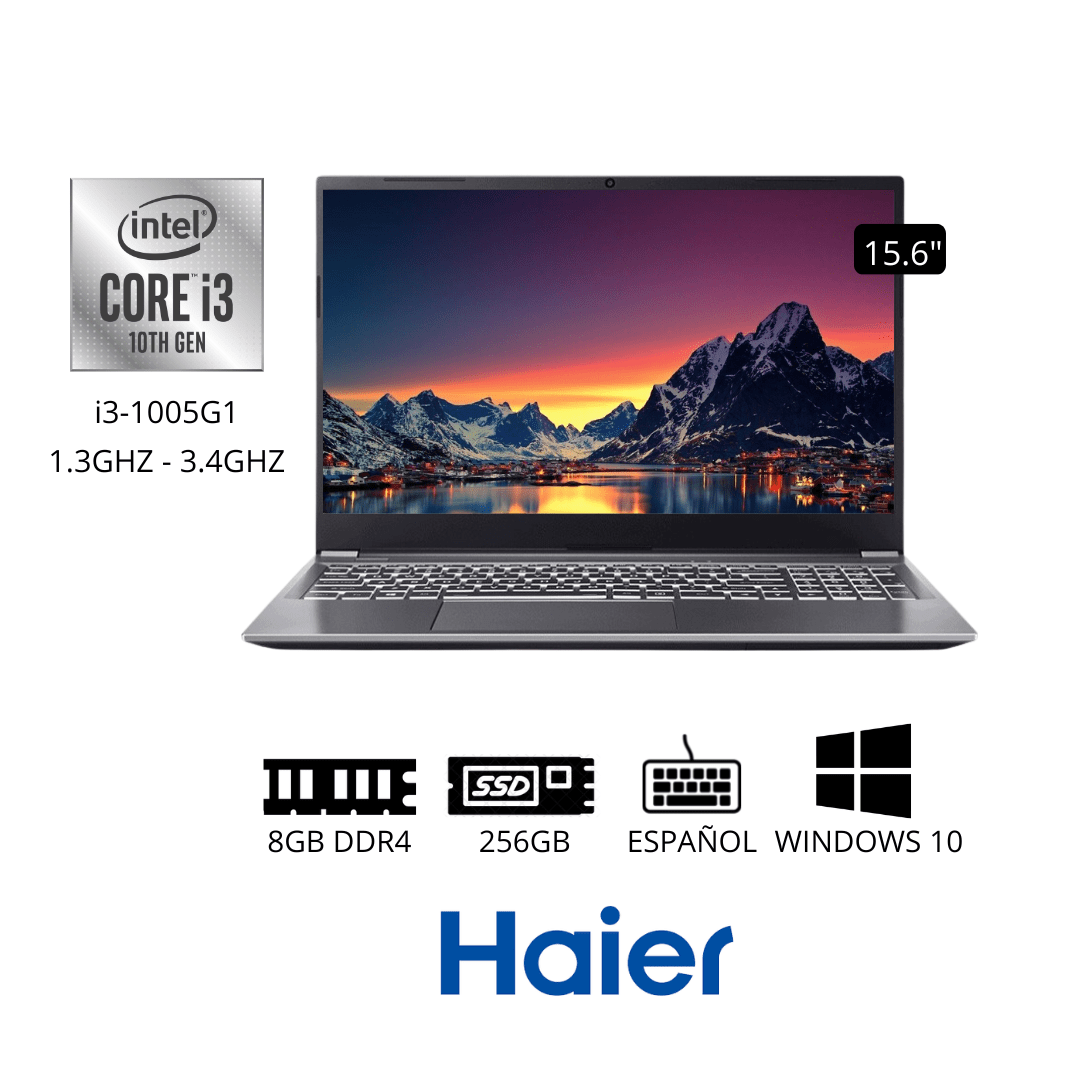 intel®
CORE™ i3
10TH GEN
i3-1005G1
1.3GHZ - 3.4GHZ
15.6"
SSD
8GB DDR4
256GB
ESPAÑOL
WINDOWS 10
Haier